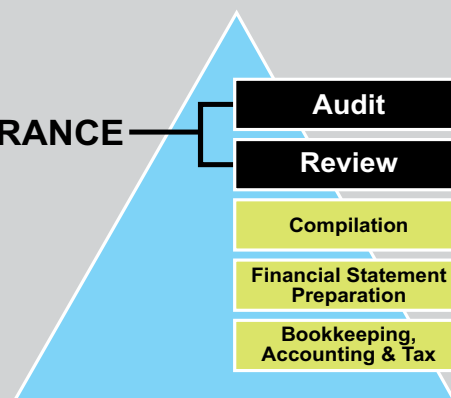 Audit
RANCE
Review
Compilation
Financial Statement
Preparation
Bookkeeping,
Accounting & Tax